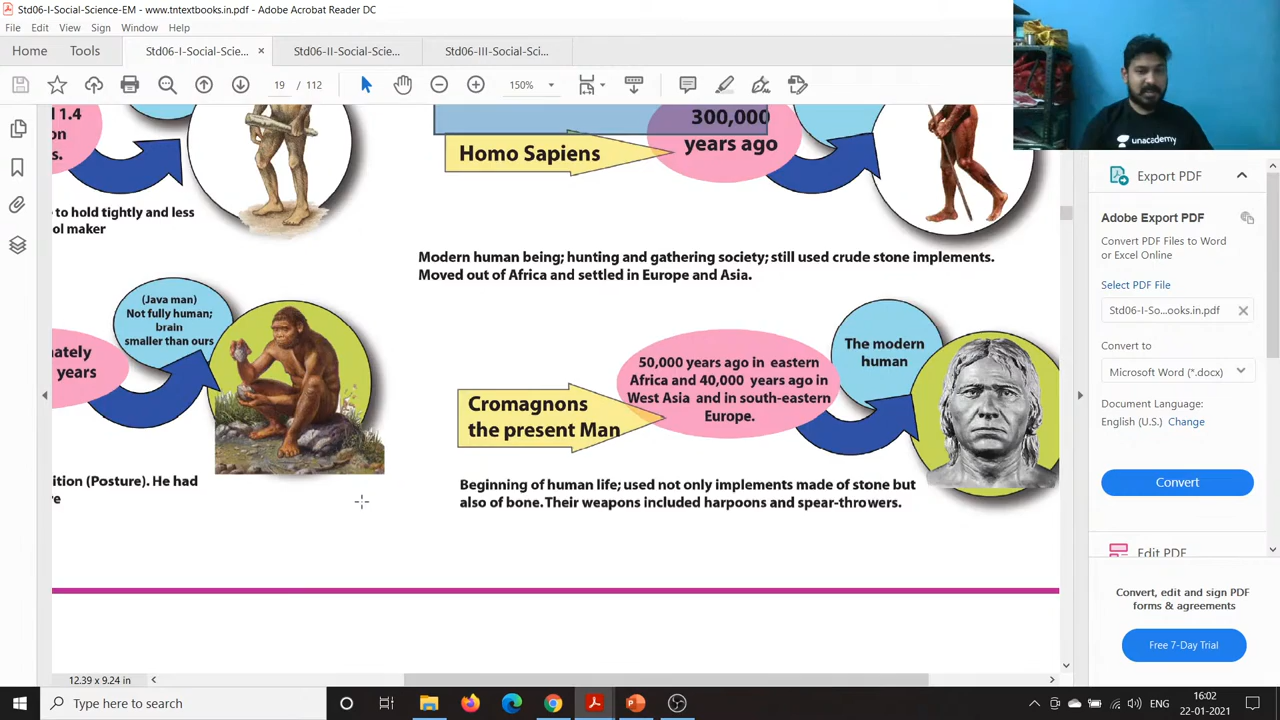 Std06-I-Social-Science-EM - www.tntextbooks.in.pdf - Adobe Acrobat Reader DC
File Edit View Sign Window Help
Home Tools Std06-I-Social-Scie... × Std06-II-Social-Scie... Std06-III-Social-Sci...
19 / 112 150%
1.4
on
s.
to hold tightly and less
ol maker
300,000
years ago
Homo Sapiens
Modern human being; hunting and gathering society; still used crude stone implements.
Moved out of Africa and settled in Europe and Asia.
(Java man)
Not fully human;
brain
smaller than ours
ately
years
ition (Posture). He had
re
50,000 years ago in eastern
Africa and 40,000 years ago in
West Asia and in south-eastern
Europe.
The modern
human
Cromagnons
the present Man
Beginning of human life; used not only implements made of stone but
also of bone. Their weapons included harpoons and spear-throwers.
12.39 x 9.24 in
unacademy
Export PDF
Adobe Export PDF
Convert PDF Files to Word
or Excel Online
Select PDF File
Std06-I-So...ooks.in.pdf
Convert to
Microsoft Word (*.docx)
Document Language:
English (U.S.) Change
Convert
Edit PDF
Convert, edit and sign PDF
forms & agreements
Free 7-Day Trial
Type here to search
ENG
16:02
22-01-2021